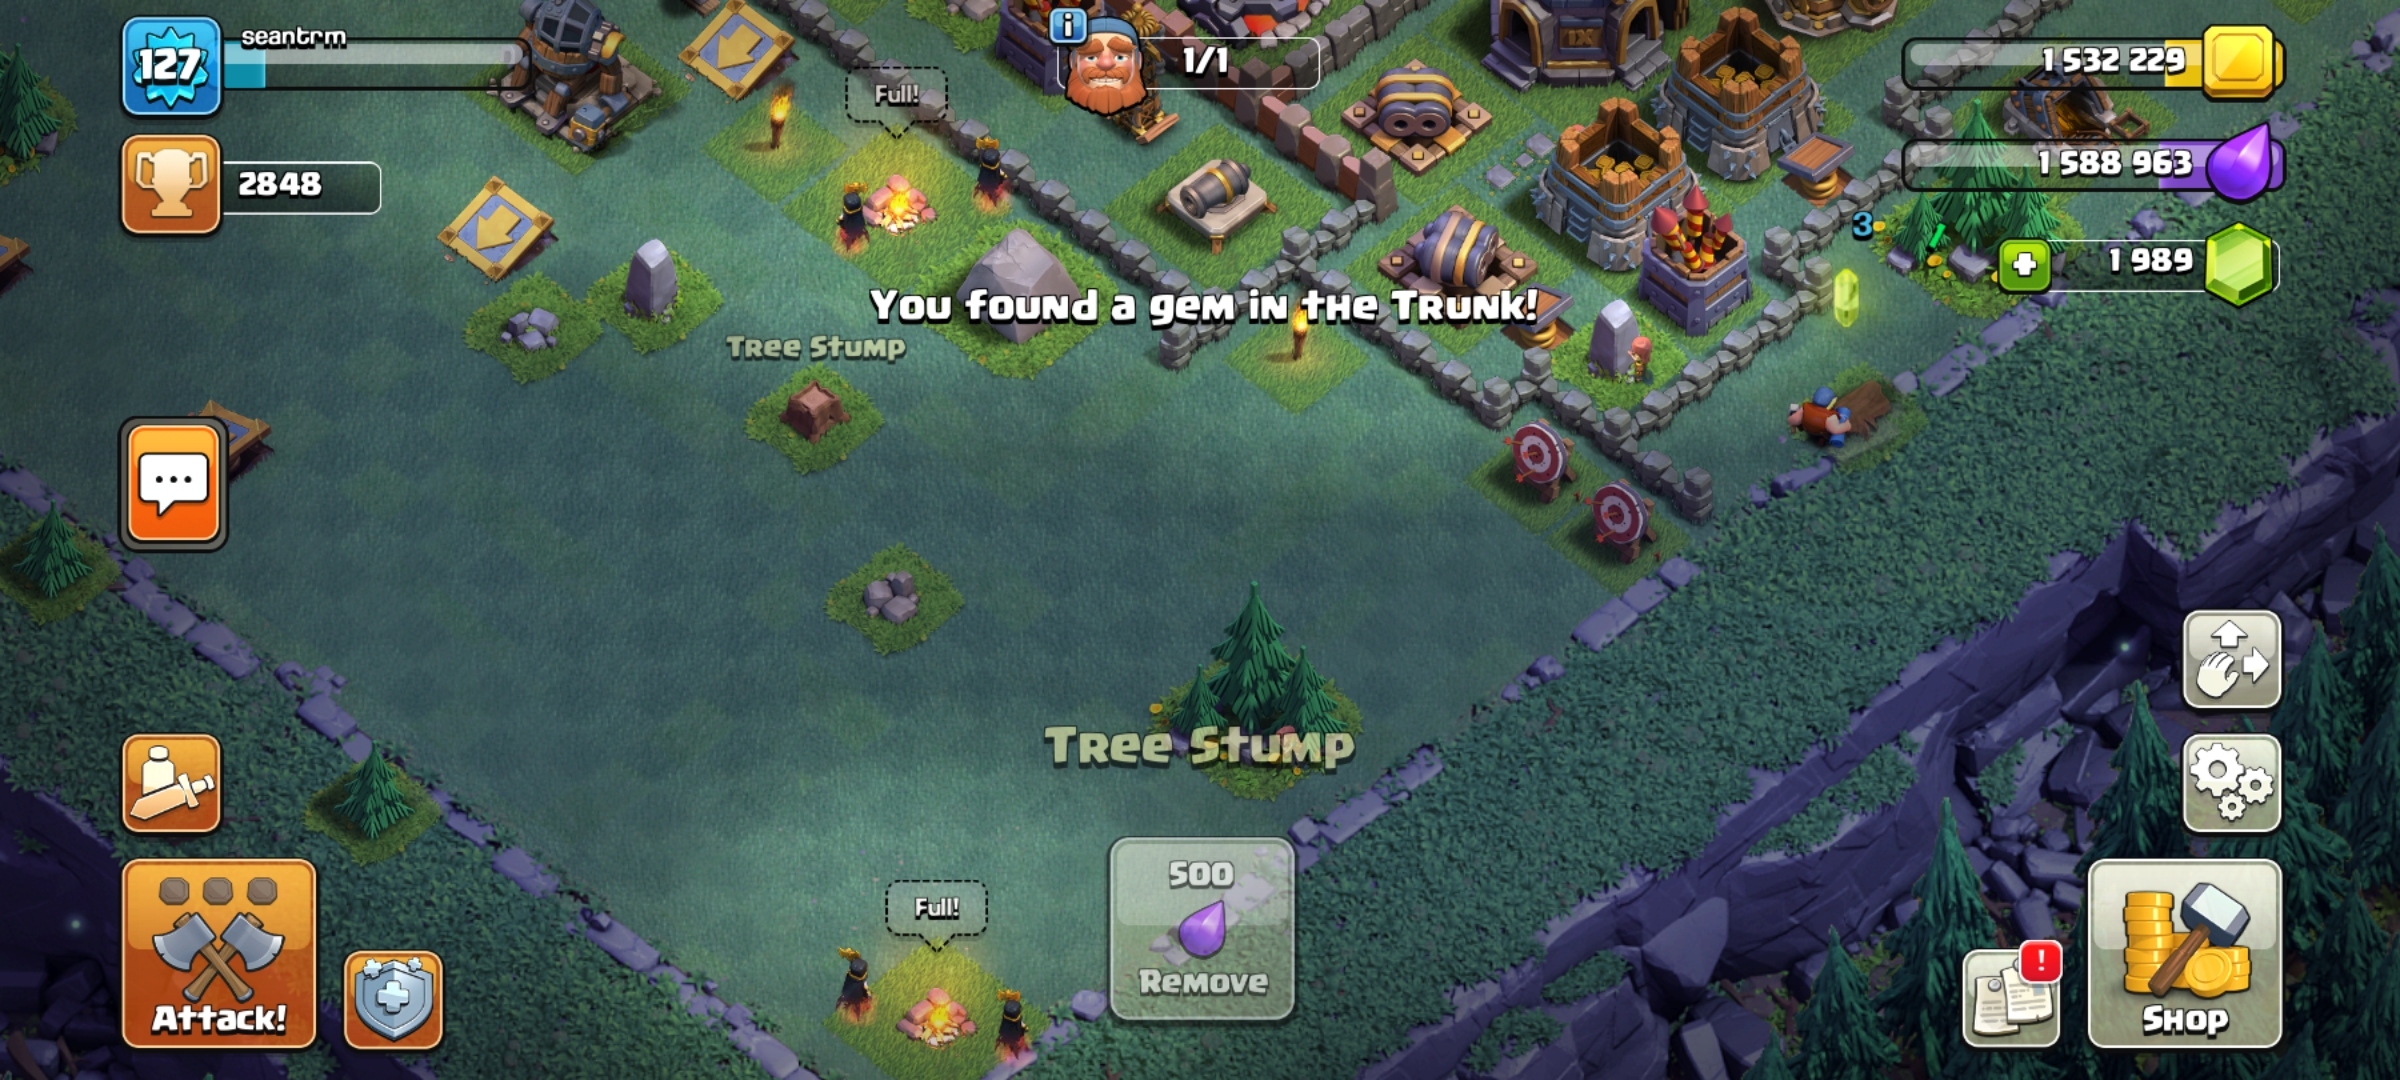 127
seantrm
1/1
1 532 229
Full!
IX
1 588 963
2848
3
1 989
You found a gem in the Trunk!
Tree Stump
Tree Stump
500
Remove
Full!
Attack!
!
Shop